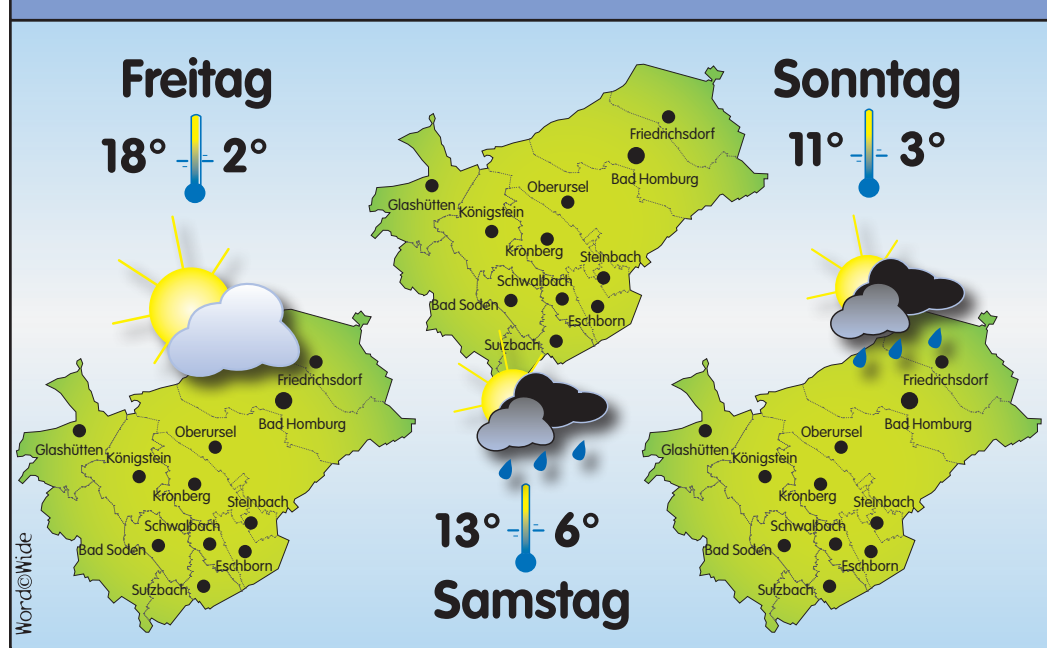 Freitag
18° 2°
Friedrichsdorf
Bad Homburg
Oberursel
Glashütten
Königstein
Kronberg
Steinbach
Schwalbach
Bad Soden
Eschborn
Sulzbach
Friedrichsdorf
Bad Homburg
Oberursel
Glashütten
Königstein
Kronberg
Steinbach
Schwalbach
Bad Soden
Eschborn
Sulzbach
13° 6°
Samstag
Sonntag
11° 3°
Friedrichsdorf
Bad Homburg
Oberursel
Glashütten
Königstein
Kronberg
Steinbach
Schwalbach
Bad Soden
Eschborn
Sulzbach
Word©Wide